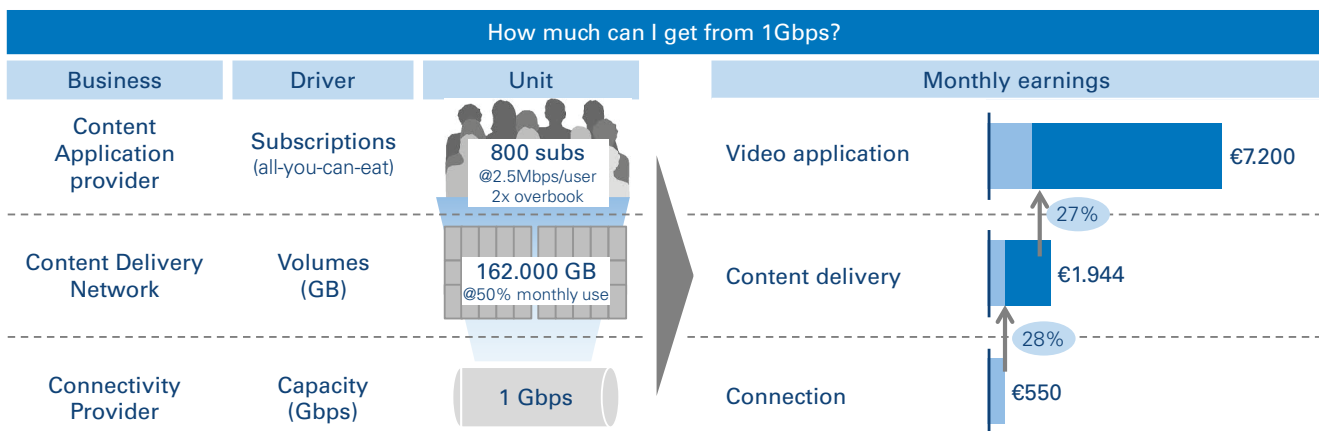 How much can I get from 1Gbps?
Business
Driver
Unit
Monthly earnings
Content
Application
provider
Subscriptions
(all-you-can-eat)
800 subs
@2.5Mbps/user
2x overbook
Video application
€7.200
27%
Content Delivery
Network
Volumes
(GB)
162.000 GB
@50% monthly use
Content delivery
€1.944
28%
Connectivity
Provider
Capacity
(Gbps)
1 Gbps
Connection
€550